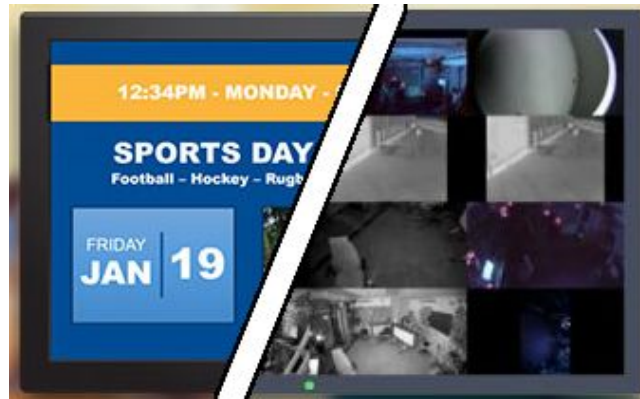 12:34PM - MONDAY -
SPORTS DAY
Football – Hockey – Rugb
FRIDAY
JAN
19